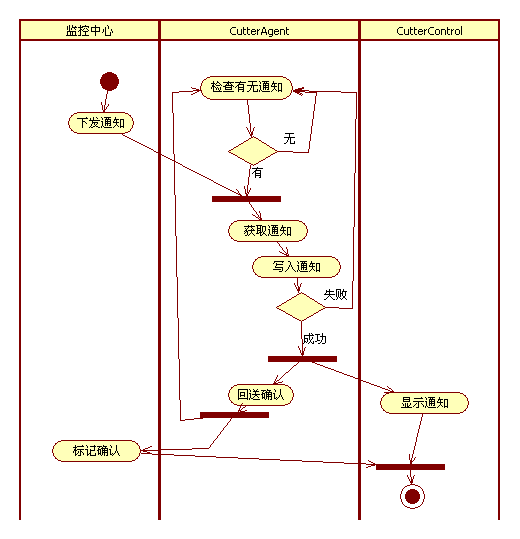 监控中心
CutterAgent
CutterControl
检查有无通知
下发通知
无
有
获取通知
写入通知
失败
成功
回送确认
显示通知
标记确认